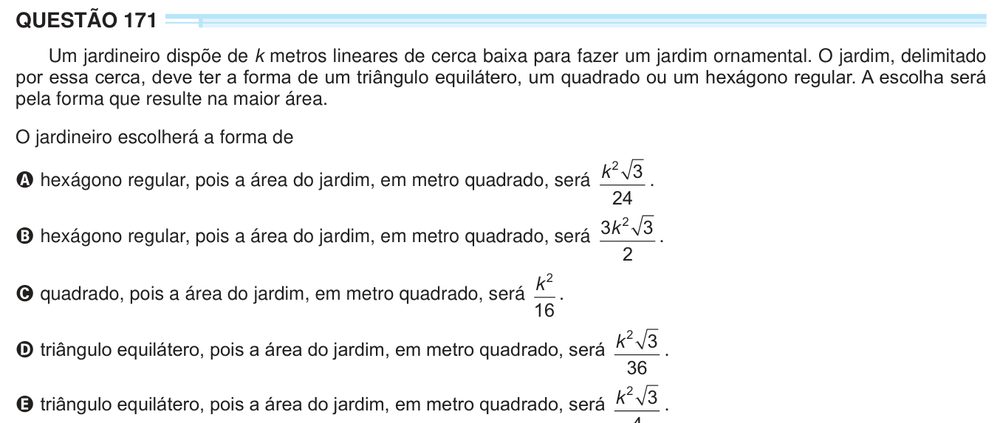 QUESTÃO 171
Um jardineiro dispõe de k metros lineares de cerca baixa para fazer um jardim ornamental. O jardim, delimitado
por essa cerca, deve ter a forma de um triângulo equilátero, um quadrado ou um hexágono regular. A escolha será
pela forma que resulte na maior área.
O jardineiro escolherá a forma de
A hexágono regular, pois a área do jardim, em metro quadrado, será k²√3/24.
B hexágono regular, pois a área do jardim, em metro quadrado, será 3k²√3/2.
C quadrado, pois a área do jardim, em metro quadrado, será k²/16.
D triângulo equilátero, pois a área do jardim, em metro quadrado, será k²√3/36.
E triângulo equilátero, pois a área do jardim, em metro quadrado, será k²√3/4.